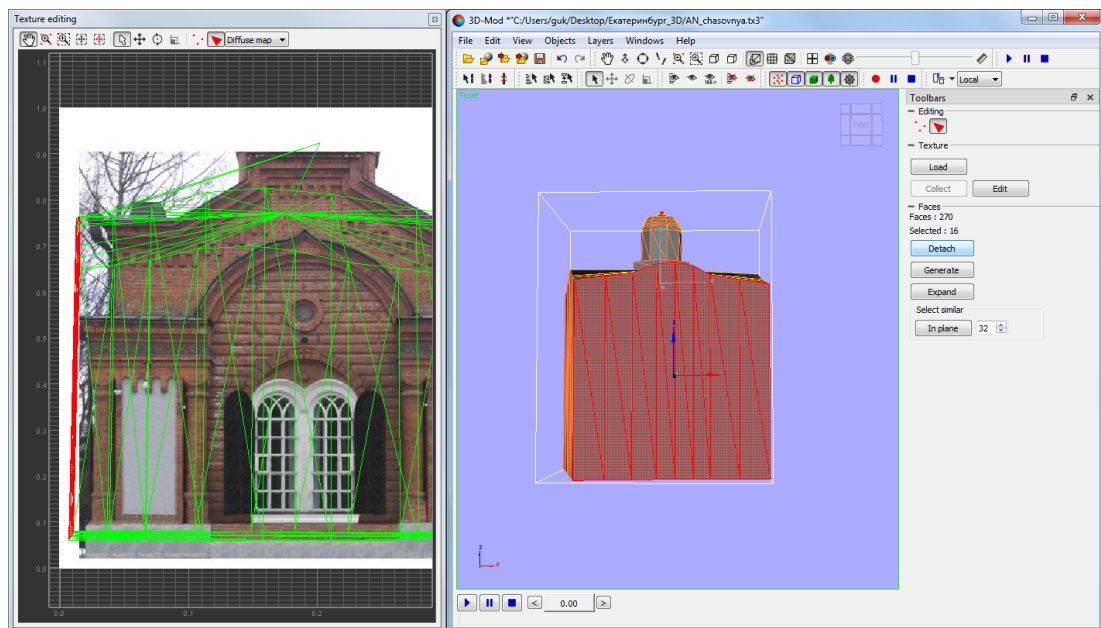 Texture editing
Diffuse map
1.1
1.0
0.9
0.8
0.7
0.6
0.5
0.4
0.3
0.2
0.1
0.0
0.0 0.1 0.2
3D-Mod *"C:/Users/guk/Desktop/Екатеринбург_3D/AN_chasovnya.tx3"
File Edit View Objects Layers Windows Help
100%
Local
Front
FRONT
z
x
0.00
Toolbars
Editing
Texture
Load
Collect Edit
Faces
Faces : 270
Selected : 16
Detach
Generate
Expand
Select similar
In plane 32